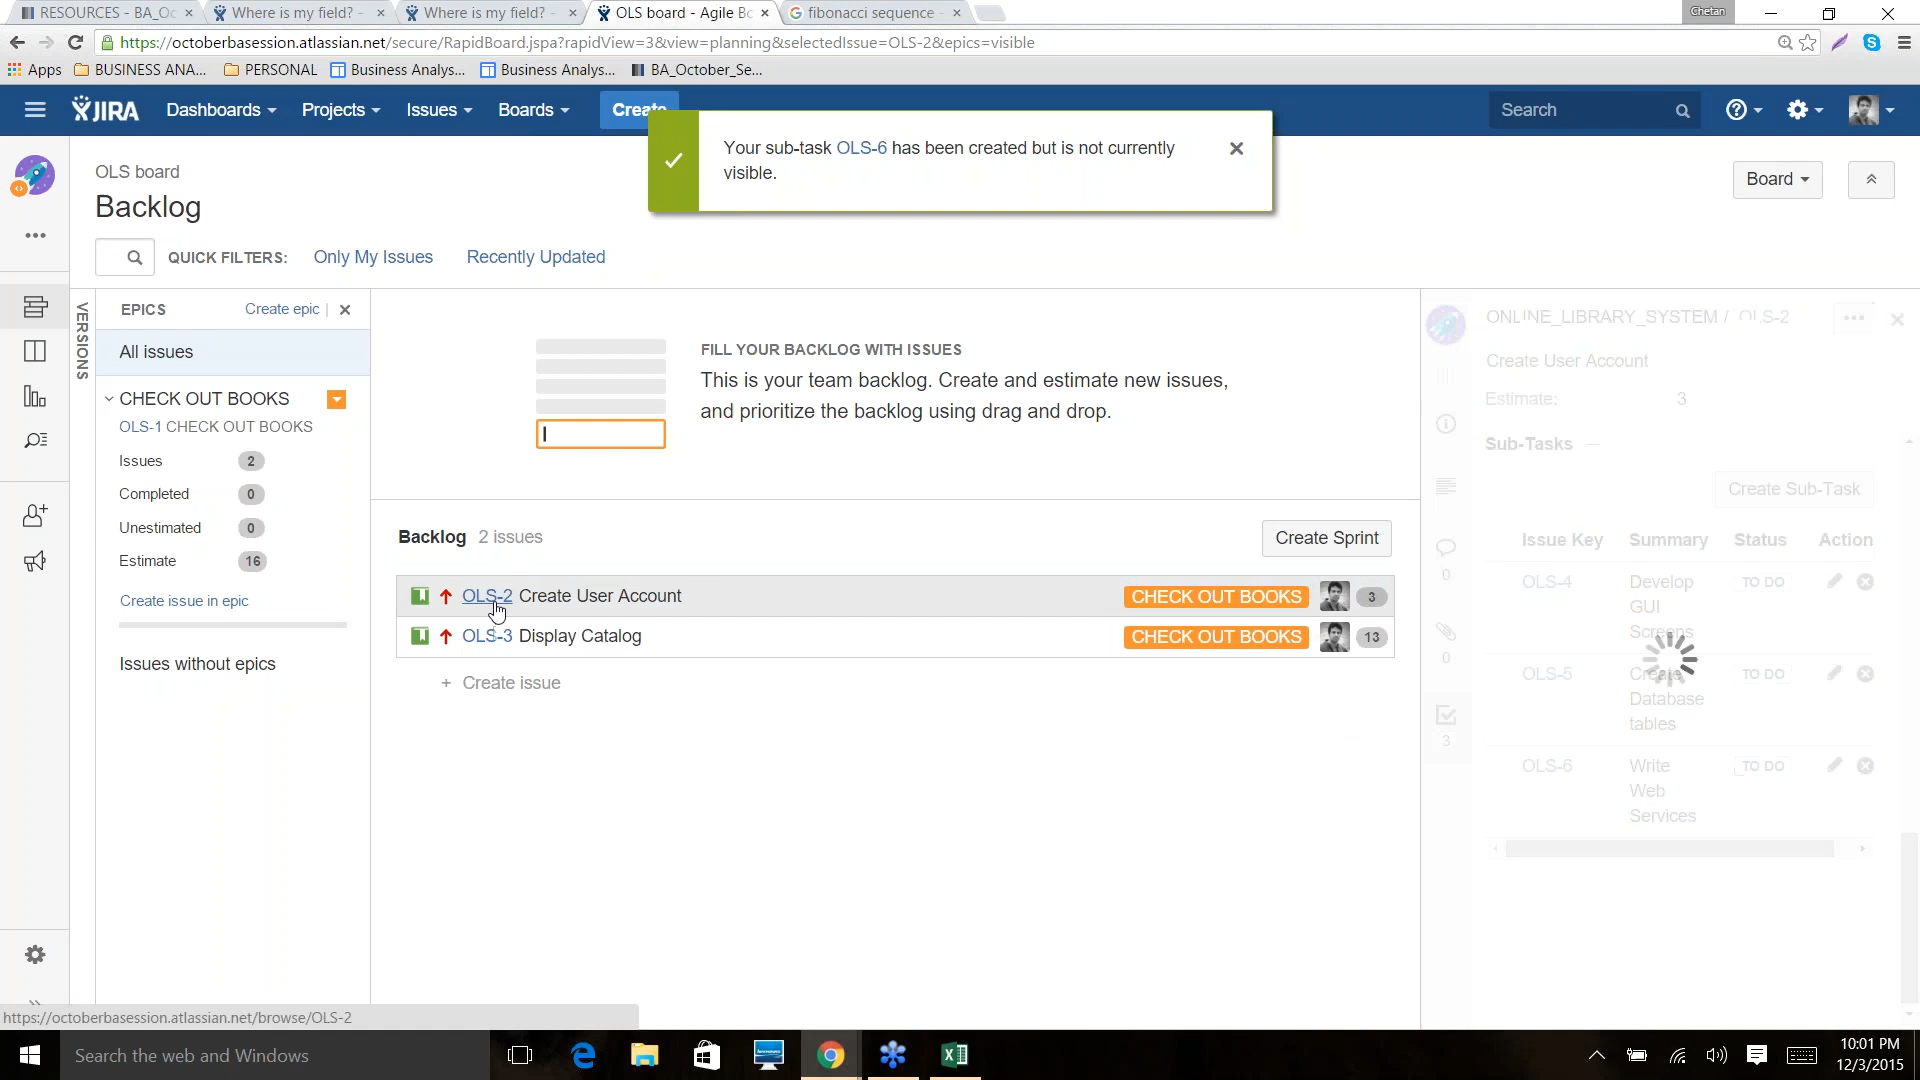 RESOURCES - BA_Oc
Where is my field? -
Where is my field? -
OLS board - Agile Bo
fibonacci sequence -
Chetan
https://octoberbasession.atlassian.net/secure/RapidBoard.jspa?rapidView=3&view=planning&selectedIssue=OLS-2&epics=visible
Apps
BUSINESS ANA...
PERSONAL
Business Analys...
Business Analys...
BA_October_Se...
JIRA
Dashboards
Projects
Issues
Boards
Create
Search
Your sub-task OLS-6 has been created but is not currently
visible.
OLS board
Backlog
Board
QUICK FILTERS:
Only My Issues
Recently Updated
VERSIONS
EPICS
Create epic
All issues
CHECK OUT BOOKS
OLS-1 CHECK OUT BOOKS
Issues 2
Completed 0
Unestimated 0
Estimate 16
Create issue in epic
Issues without epics
FILL YOUR BACKLOG WITH ISSUES
This is your team backlog. Create and estimate new issues,
and prioritize the backlog using drag and drop.
Backlog 2 issues
Create Sprint
OLS-2 Create User Account CHECK OUT BOOKS 3
OLS-3 Display Catalog CHECK OUT BOOKS 13
+ Create issue
ONLINE_LIBRARY_SYSTEM / OLS-2
Create User Account
Estimate: 3
Sub-Tasks
Create Sub-Task
Issue Key Summary Status Action
OLS-4 Develop TO DO
GUI
Screens
OLS-5 Create TO DO
Database
tables
OLS-6 Write TO DO
Web
Services
0
0
3
https://octoberbasession.atlassian.net/browse/OLS-2
Search the web and Windows
10:01 PM
12/3/2015